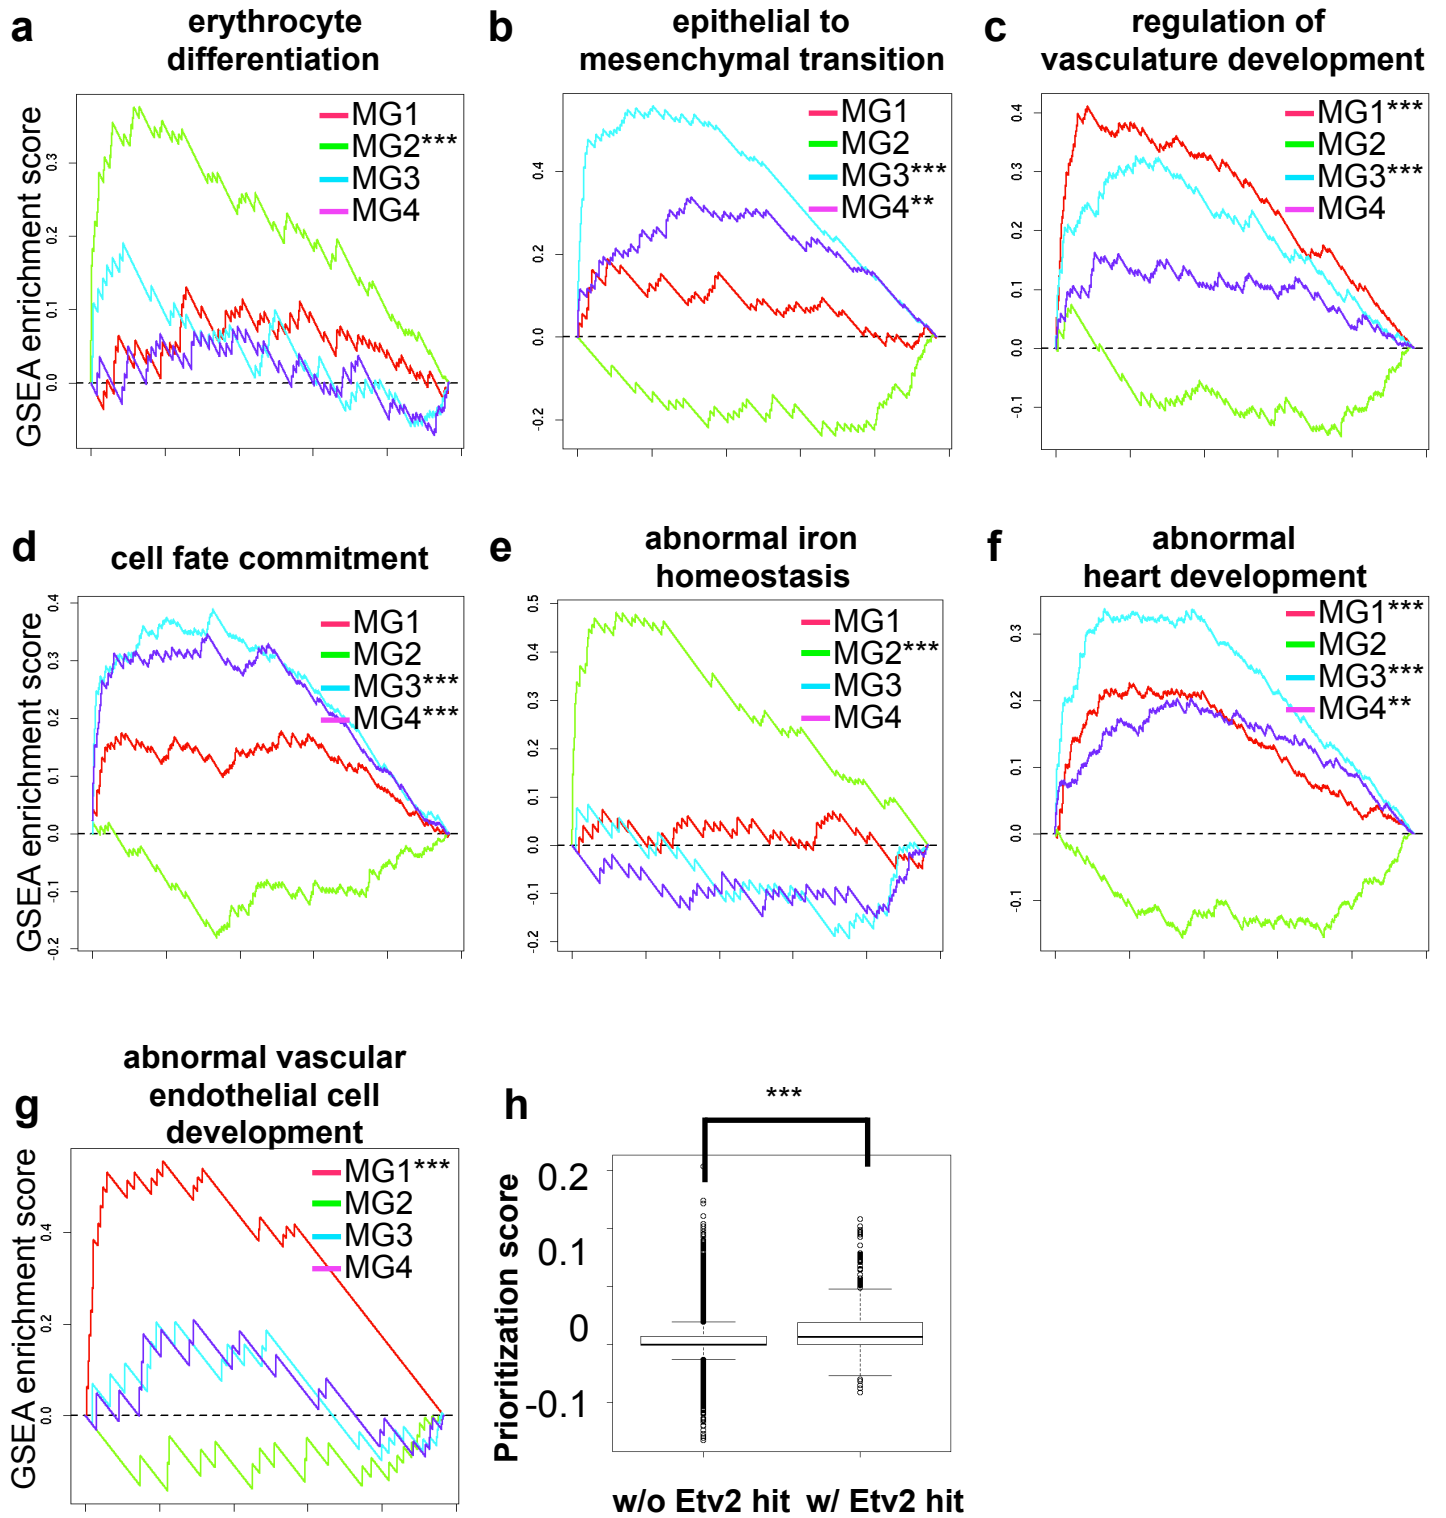 a
erythrocyte
differentiation
GSEA enrichment score
0.3
0.2
0.1
0.0
MG1
MG2***
MG3
MG4
b
epithelial to
mesenchymal transition
0.4
0.2
0.0
-0.2
MG1
MG2
MG3***
MG4**
c
regulation of
vasculature development
0.4
0.3
0.2
0.1
0.0
-0.1
MG1***
MG2
MG3***
MG4
d
cell fate commitment
GSEA enrichment score
0.4
0.3
0.2
0.1
0.0
-0.1
-0.2
MG1
MG2
MG3***
MG4***
e
abnormal iron
homeostasis
0.5
0.4
0.3
0.2
0.1
0.0
-0.1
-0.2
MG1
MG2***
MG3
MG4
f
abnormal
heart development
0.3
0.2
0.1
0.0
-0.1
MG1***
MG2
MG3***
MG4**
g
abnormal vascular
endothelial cell
development
GSEA enrichment score
0.4
0.2
0.0
MG1***
MG2
MG3
MG4
h
***
Prioritization score
0.2
0.1
0
-0.1
w/o Etv2 hit
w/ Etv2 hit